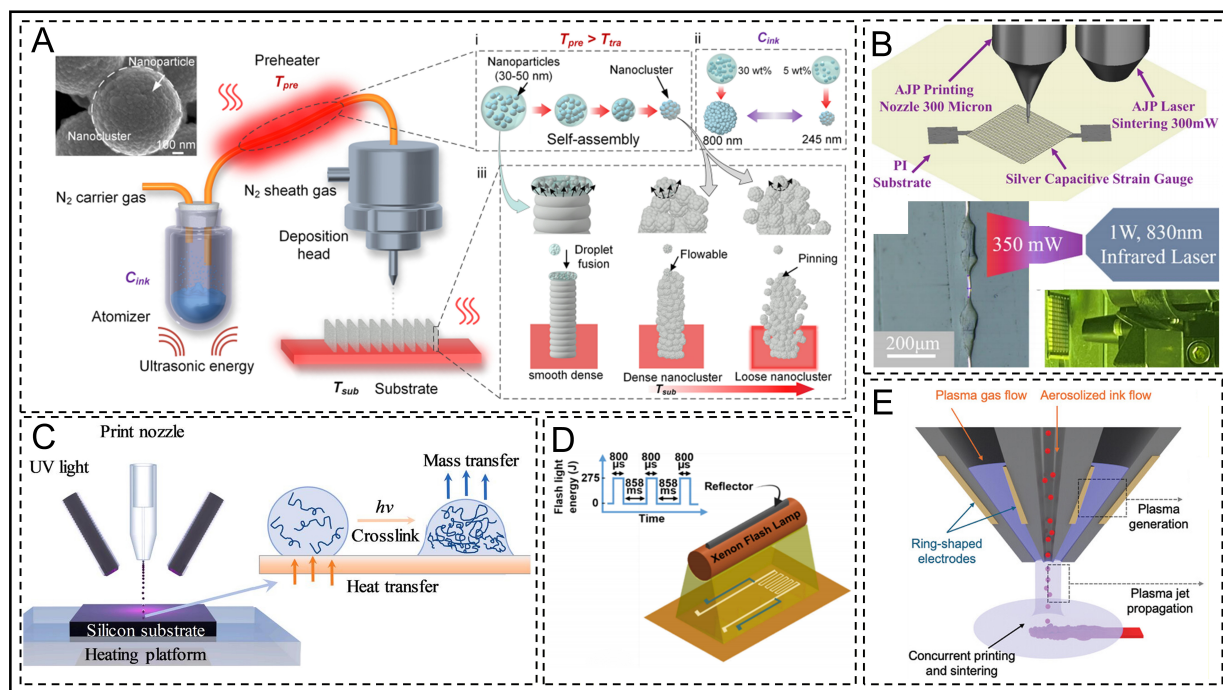 A
Nanoparticle
Nanocluster
100 nm
Preheater
T_pre
N₂ carrier gas
N₂ sheath gas
Deposition
head
C_ink
Atomizer
Ultrasonic energy
T_sub
Substrate
i
T_pre > T_tra
Nanoparticles
(30-50 nm)
Nanocluster
Self-assembly
ii
C_ink
30 wt%
5 wt%
800 nm
245 nm
iii
Droplet
fusion
Flowable
Pinning
smooth dense
Dense nanocluster
Loose nanocluster
T_sub
B
AJP Printing
Nozzle 300 Micron
AJP Laser
Sintering 300mW
PI
Substrate
Silver Capacitive Strain Gauge
350 mW
1W, 830nm
Infrared Laser
200μm
C
Print nozzle
UV light
Mass transfer
hν
Crosslink
Heat transfer
Silicon substrate
Heating platform
D
Flash light
energy (J)
275
0
800
μs
800
μs
800
μs
858
ms
858
ms
Time
Reflector
Xenon Flash Lamp
E
Plasma gas flow
Aerosolized ink flow
Plasma
generation
Ring-shaped
electrodes
Plasma jet
propagation
Concurrent printing
and sintering